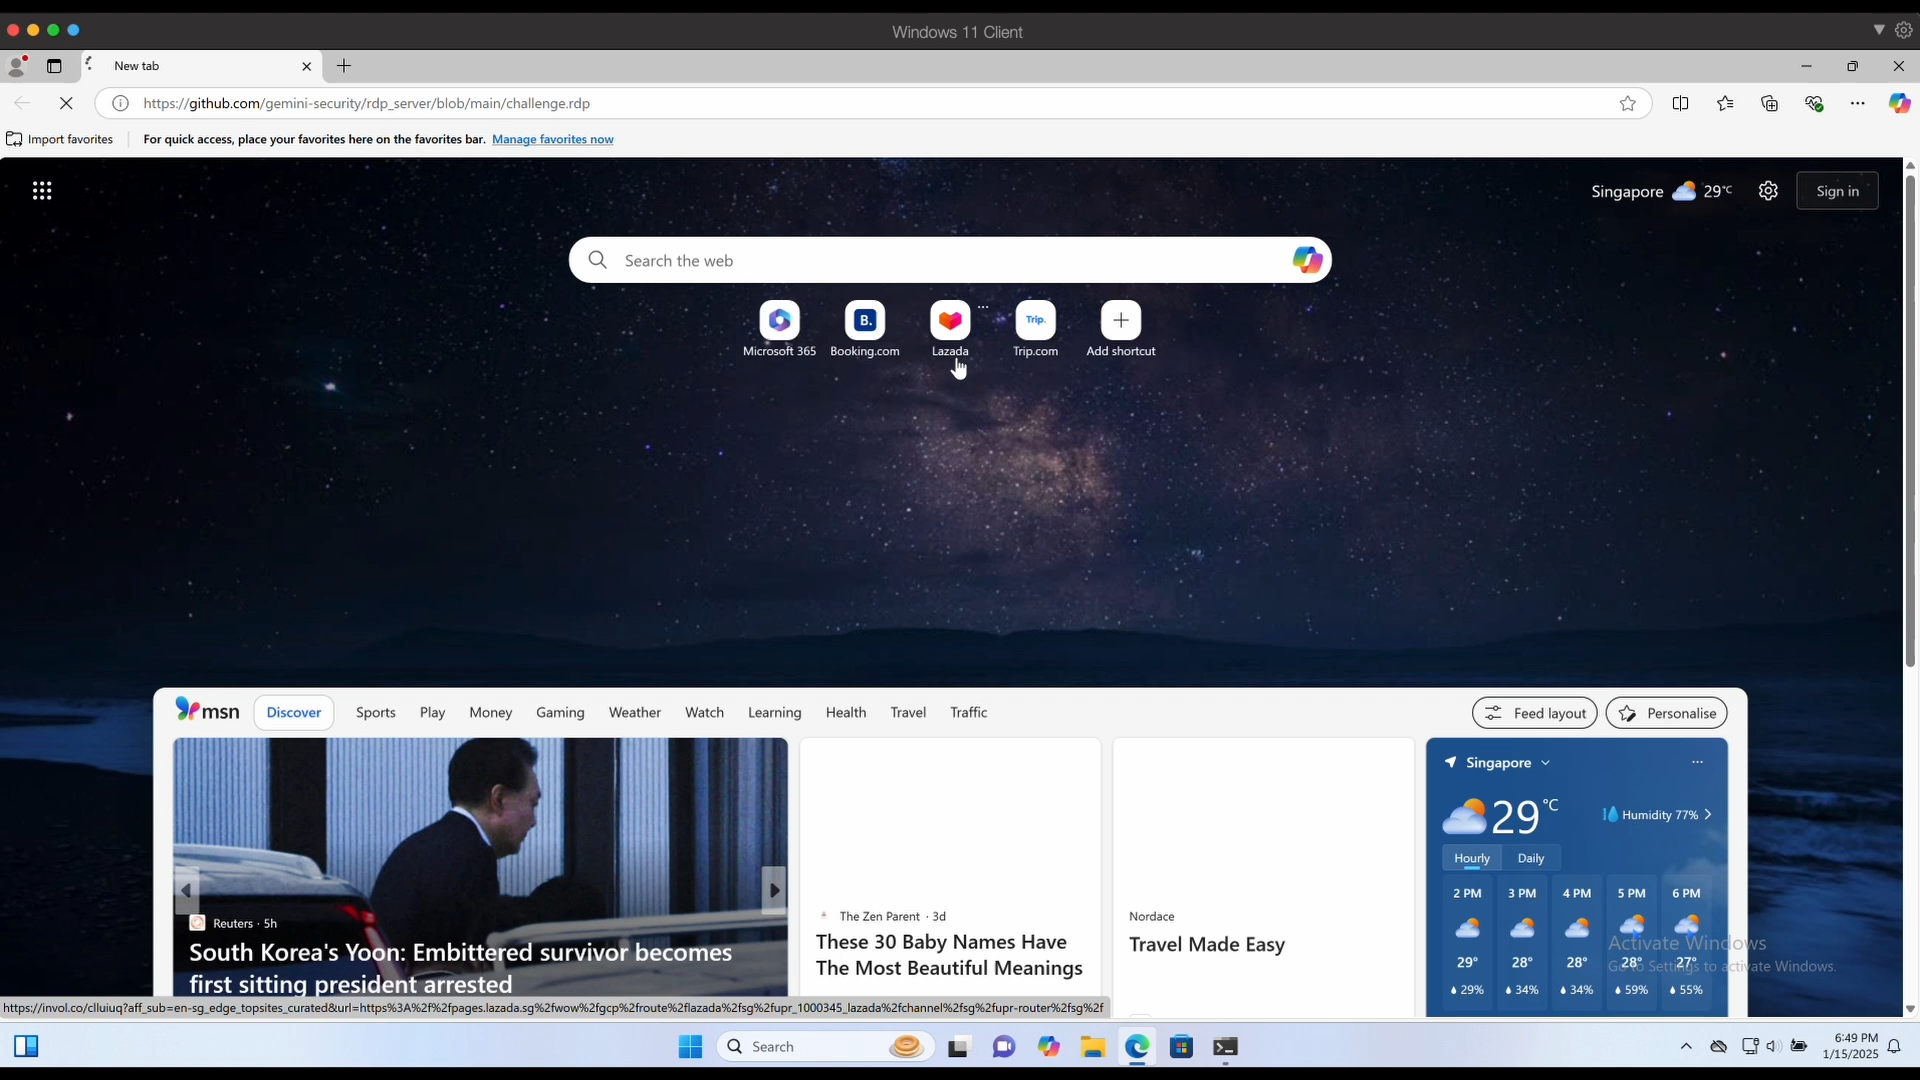 Windows 11 Client
New tab
https://github.com/gemini-security/rdp_server/blob/main/challenge.rdp
Import favorites
For quick access, place your favorites here on the favorites bar. Manage favorites now
Singapore 29°C
Sign in
Search the web
B.
Trip.
Microsoft 365
Booking.com
Lazada
Trip.com
Add shortcut
msn
Discover
Sports
Play
Money
Gaming
Weather
Watch
Learning
Health
Travel
Traffic
Feed layout
Personalise
Singapore
29°C
Humidity 77%
Hourly
Daily
2 PM 3 PM 4 PM 5 PM 6 PM
29° 28° 28° 28° 27°
29% 34% 34% 59% 55%
Reuters · 5h
South Korea's Yoon: Embittered survivor becomes
first sitting president arrested
The Zen Parent · 3d
These 30 Baby Names Have
The Most Beautiful Meanings
Nordace
Travel Made Easy
Activate Windows
Go to Settings to activate Windows.
https://invol.co/clluiuq?aff_sub=en-sg_edge_topsites_curated&url=https%3A%2f%2fpages.lazada.sg%2fwow%2fgcp%2froute%2flazada%2fsg%2fupr_1000345_lazada%2fchannel%2fsg%2fupr-router%2fsg%2f
Search
6:49 PM
1/15/2025